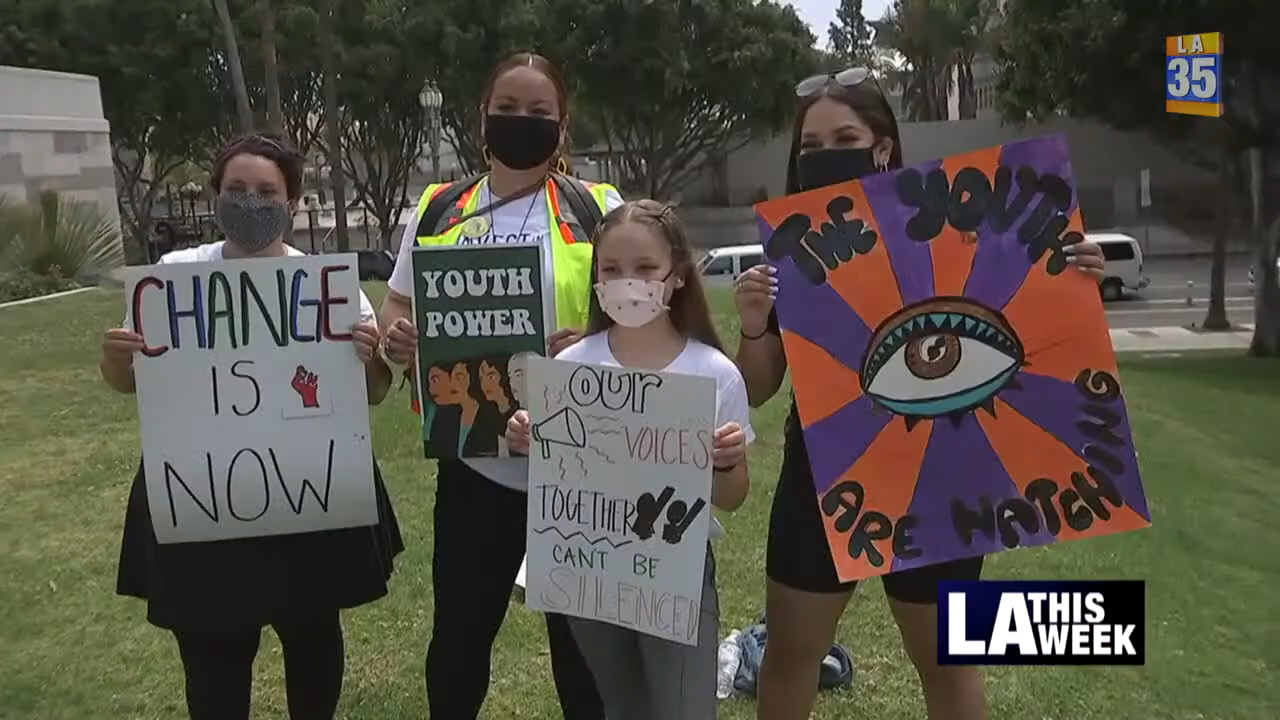 LA
35
CHANGE
IS
NOW
YOUTH
POWER
OUR
VOICES
TOGETHER
CAN'T BE
SILENCED
THE YOUTH
ARE WATCHING
LA THIS
WEEK